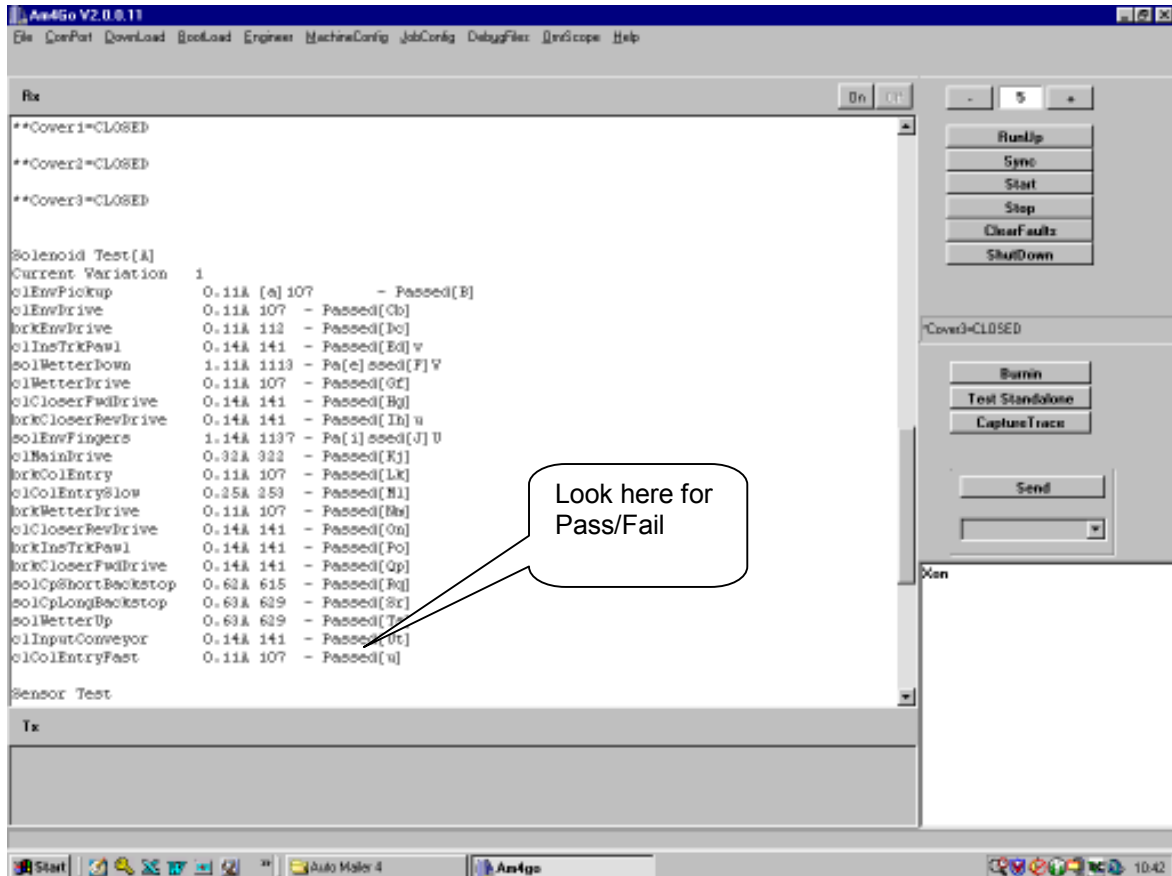 Am4Go V2.0.0.11
File ComPort DownLoad BootLoad Engineer MachineConfig JobConfig DebugFiles QmScope Help
Rx
On Off
**Cover1=CLOSED
**Cover2=CLOSED
**Cover3=CLOSED
Solenoid Test[A]
Current Variation 1
clEnvPickup 0.11A [a]107 - Passed[B]
clEnvDrive 0.11A 107 - Passed[Cb]
brkEnvDrive 0.11A 112 - Passed[Dc]
clInsTrkPawl 0.14A 141 - Passed[Ed]v
solWetterDown 1.11A 1113 - Pa[e]ssed[F]V
clWetterDrive 0.11A 107 - Passed[Gf]
clCloserFwdDrive 0.14A 141 - Passed[Hg]
brkCloserRevDrive 0.14A 141 - Passed[Ih]u
solEnvFingers 1.14A 1137 - Pa[i]ssed[J]U
clMainDrive 0.32A 322 - Passed[Kj]
brkColEntry 0.11A 107 - Passed[Lk]
clColEntrySlow 0.25A 253 - Passed[Ml]
brkWetterDrive 0.11A 107 - Passed[Nm]
clCloserRevDrive 0.14A 141 - Passed[On]
brkInsTrkPawl 0.14A 141 - Passed[Po]
brkCloserFwdDrive 0.14A 141 - Passed[Qp]
solCpShortBackstop 0.62A 615 - Passed[Rq]
solCpLongBackstop 0.63A 629 - Passed[Sr]
solWetterUp 0.63A 629 - Passed[Ts]
clInputConveyor 0.14A 141 - Passed[Ut]
clColEntryFast 0.11A 107 - Passed[u]
Sensor Test
Look here for
Pass/Fail
Tx
- 5 +
RunUp
Sync
Start
Stop
ClearFaults
ShutDown
*Cover3=CLOSED
Burnin
Test Standalone
CaptureTrace
Send
Xon
Start
Auto Mailer 4
Am4go
10:42